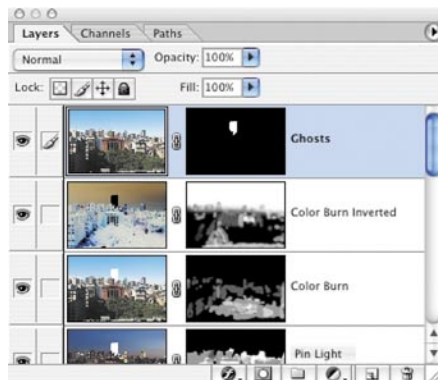 Layers Channels Paths
Normal Opacity: 100%
Lock: Fill: 100%
Ghosts
Color Burn Inverted
Color Burn
Pin Light